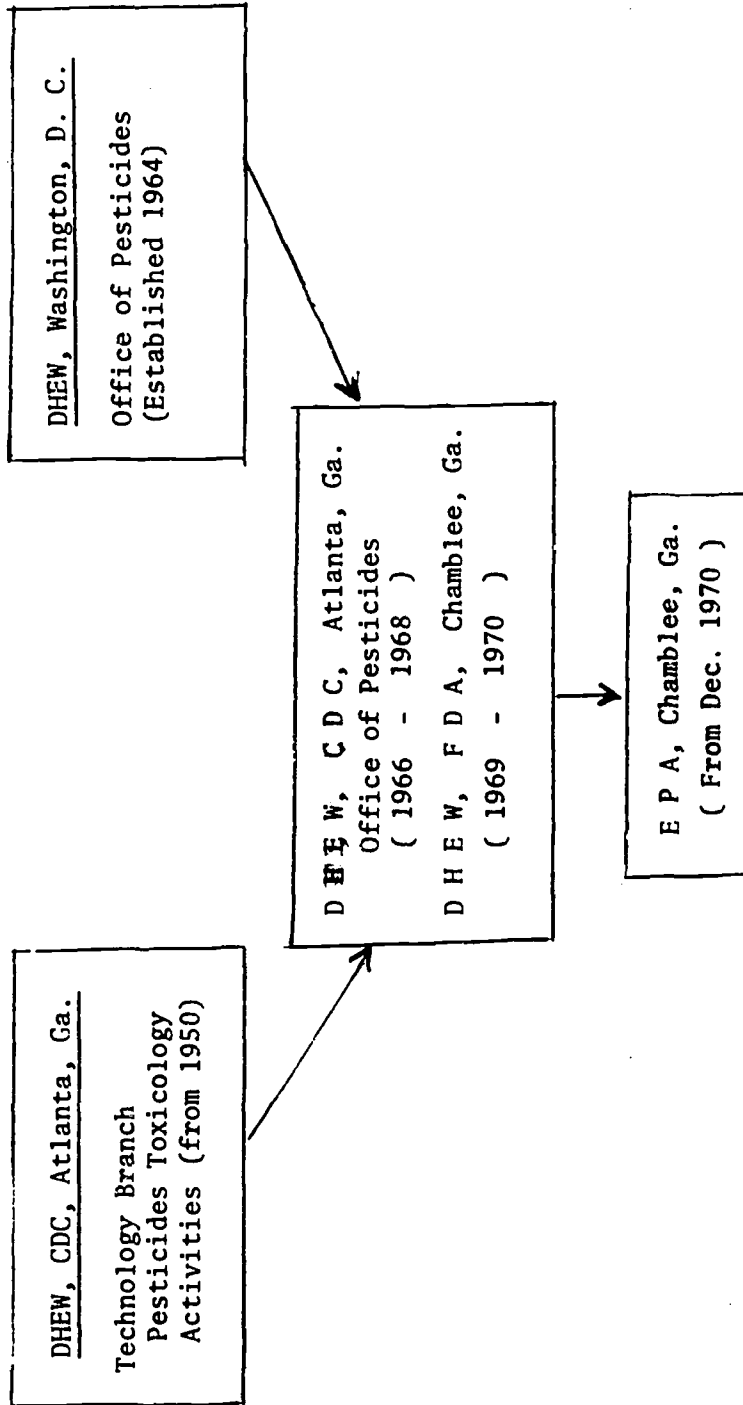 DHEW, CDC, Atlanta, Ga.
Technology Branch
Pesticides Toxicology
Activities (from 1950)
DHEW, Washington, D. C.
Office of Pesticides
(Established 1964)
D H E W, C D C, Atlanta, Ga.
Office of Pesticides
( 1966 - 1968 )
D H E W, F D A, Chamblee, Ga.
( 1969 - 1970 )
E P A, Chamblee, Ga.
( From Dec. 1970 )